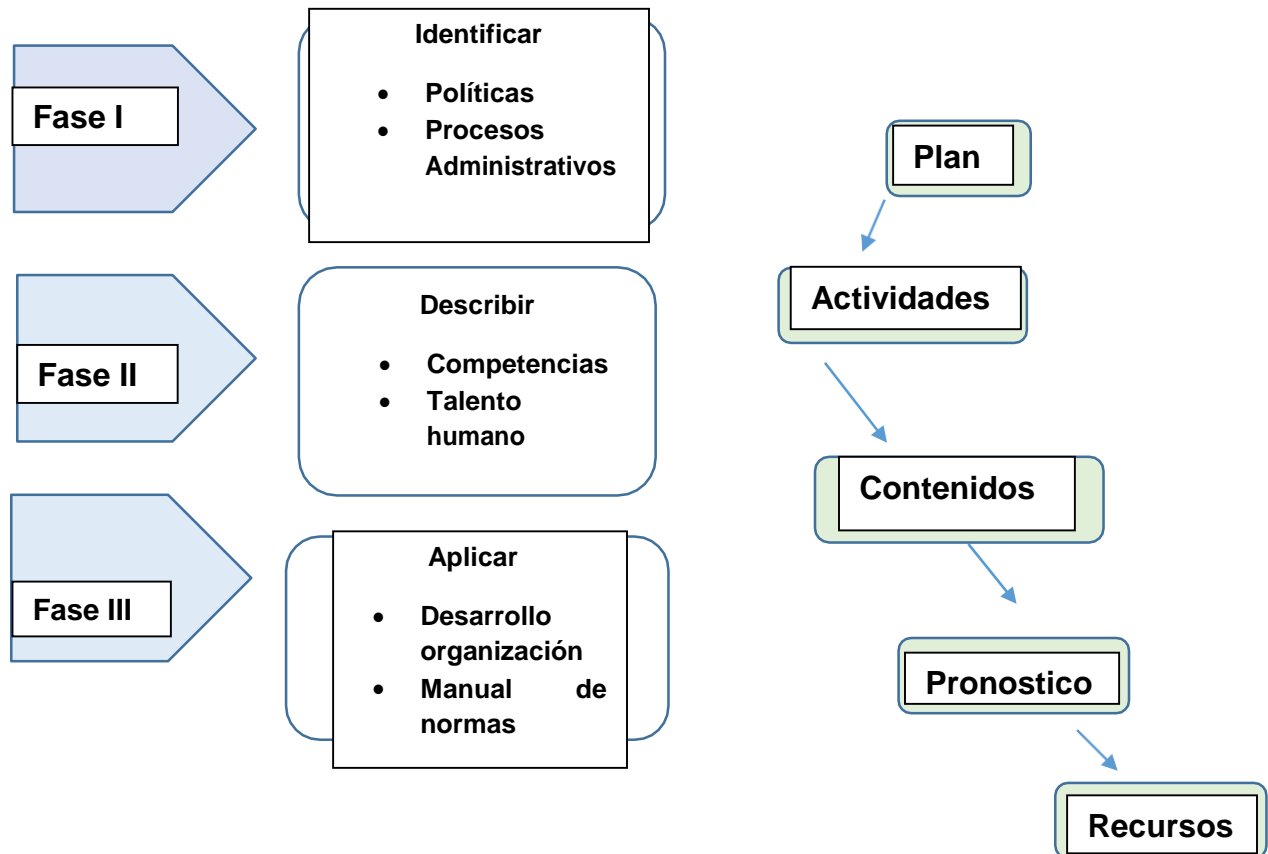 Fase I
Identificar
• Políticas
• Procesos
Administrativos
Fase II
Describir
• Competencias
• Talento
humano
Fase III
Aplicar
• Desarrollo
organización
• Manual de
normas
Plan
Actividades
Contenidos
Pronostico
Recursos